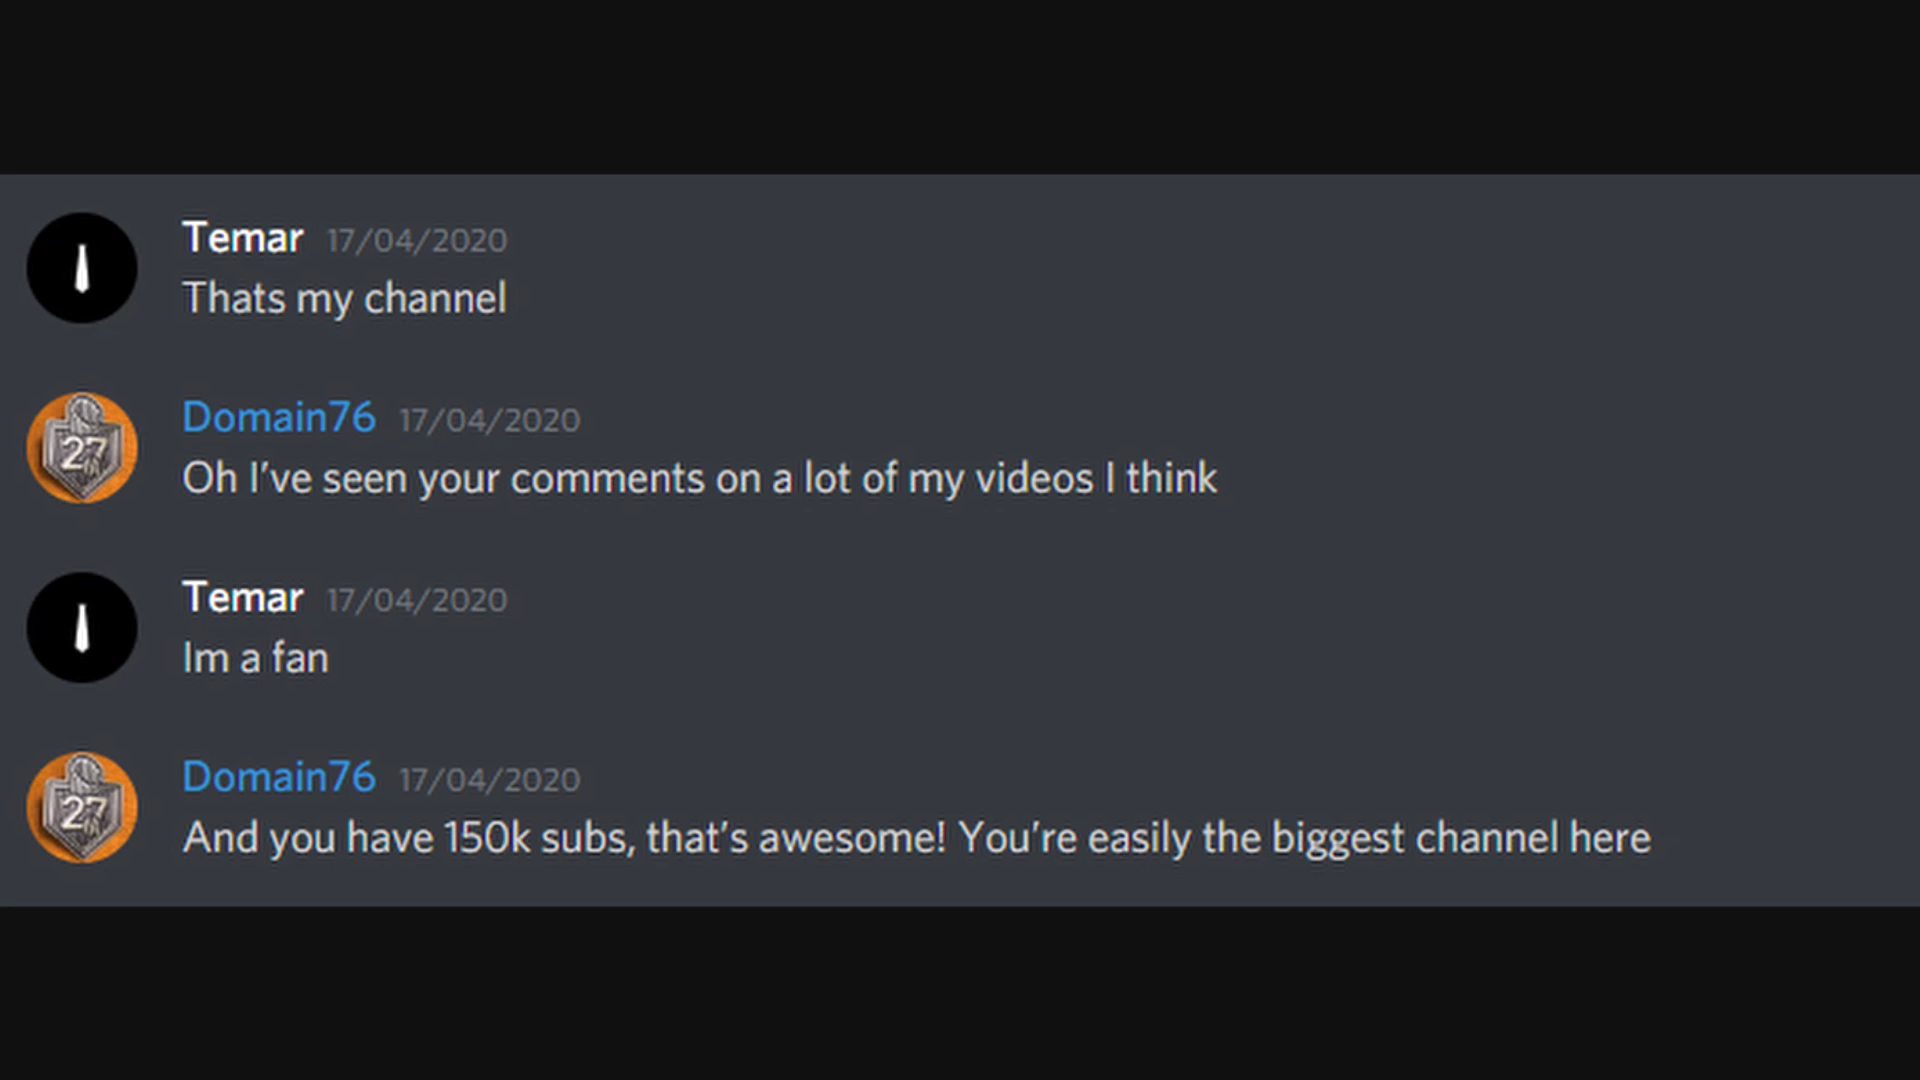 Temar 17/04/2020
Thats my channel
27
Domain76 17/04/2020
Oh I've seen your comments on a lot of my videos I think
Temar 17/04/2020
Im a fan
27
Domain76 17/04/2020
And you have 150k subs, that's awesome! You're easily the biggest channel here